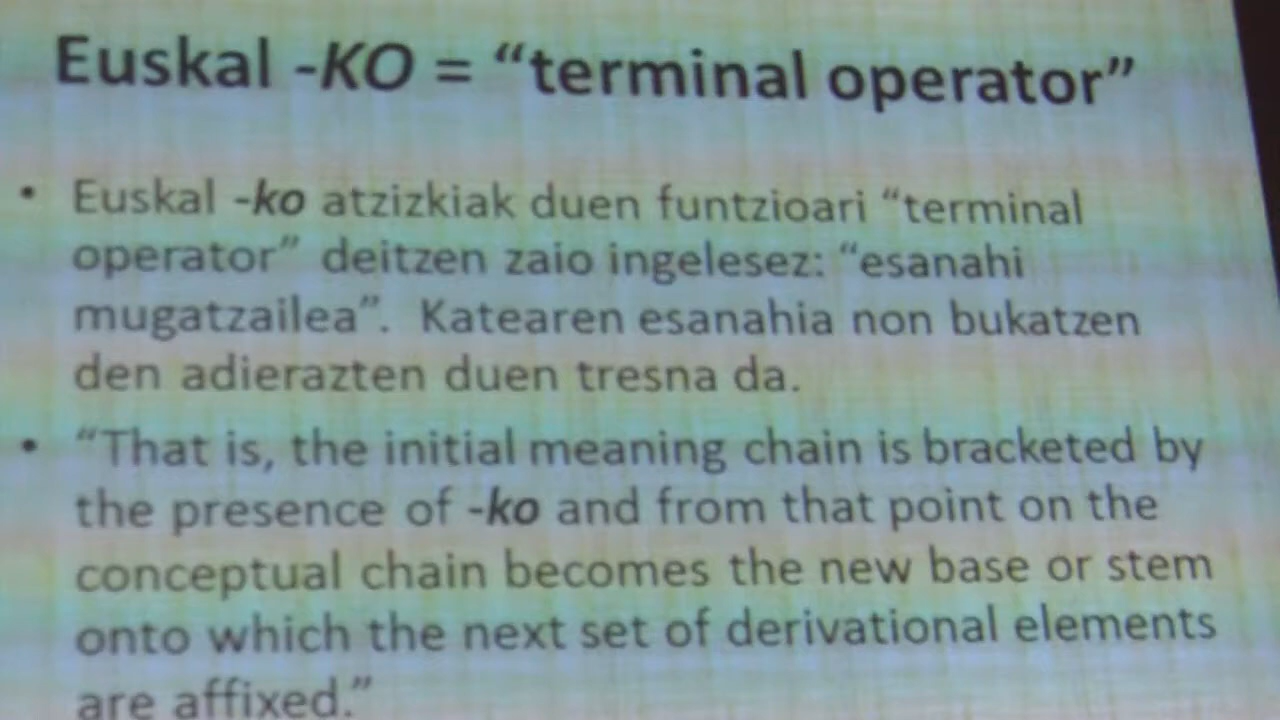 Euskal -KO = “terminal operator”
• Euskal -ko atzizkiak duen funtzioari “terminal
operator” deitzen zaio ingelesez: “esanahi
mugatzailea”. Katearen esanahia non bukatzen
den adierazten duen tresna da.
• “That is, the initial meaning chain is bracketed by
the presence of -ko and from that point on the
conceptual chain becomes the new base or stem
onto which the next set of derivational elements
are affixed.”